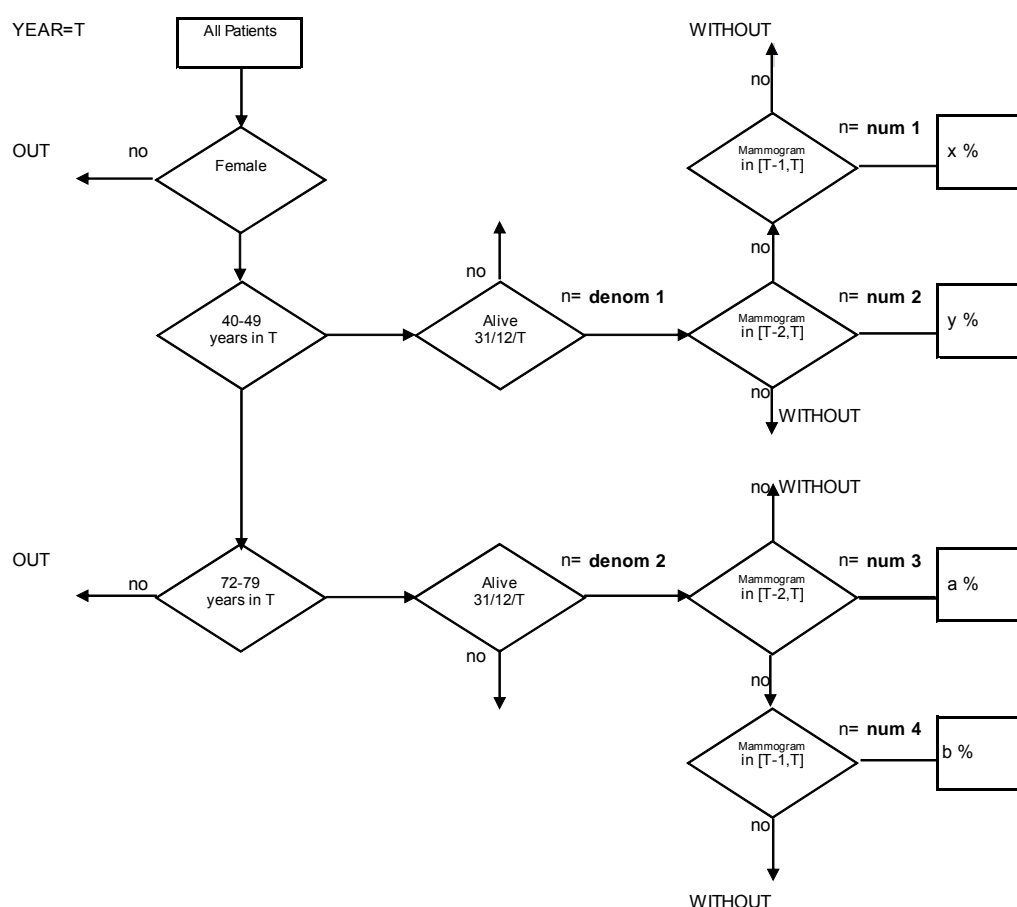 YEAR=T
All Patients
WITHOUT
no
n= num 1
Mammogram
in [T-1,T]
x %
OUT
no
Female
no
no
n= denom 1
n= num 2
40-49
years in T
Alive
31/12/T
Mammogram
in [T-2,T]
y %
no
WITHOUT
no WITHOUT
OUT
no
72-79
years in T
n= denom 2
Alive
31/12/T
no
n= num 3
Mammogram
in [T-2,T]
a %
no
n= num 4
Mammogram
in [T-1,T]
b %
no
WITHOUT